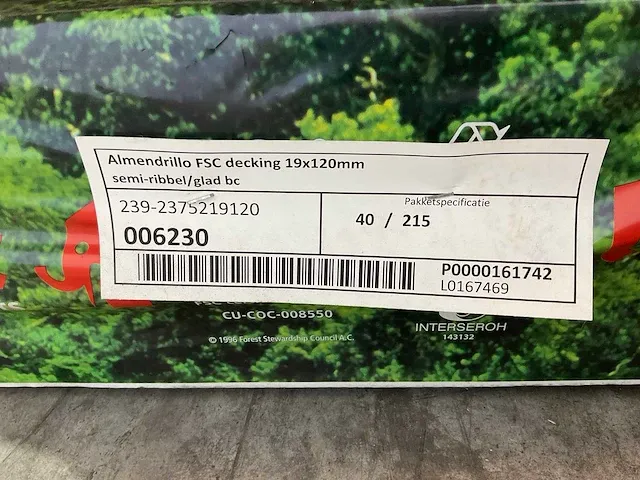 Almendrillo FSC decking 19x120mm
semi-ribbel/glad bc
239-2375219120
006230
Pakketspecificatie
40 / 215
P0000161742
L0167469
CU-COC-008550
© 1996 Forest Stewardship Council A.C.
INTERSEROH
143132